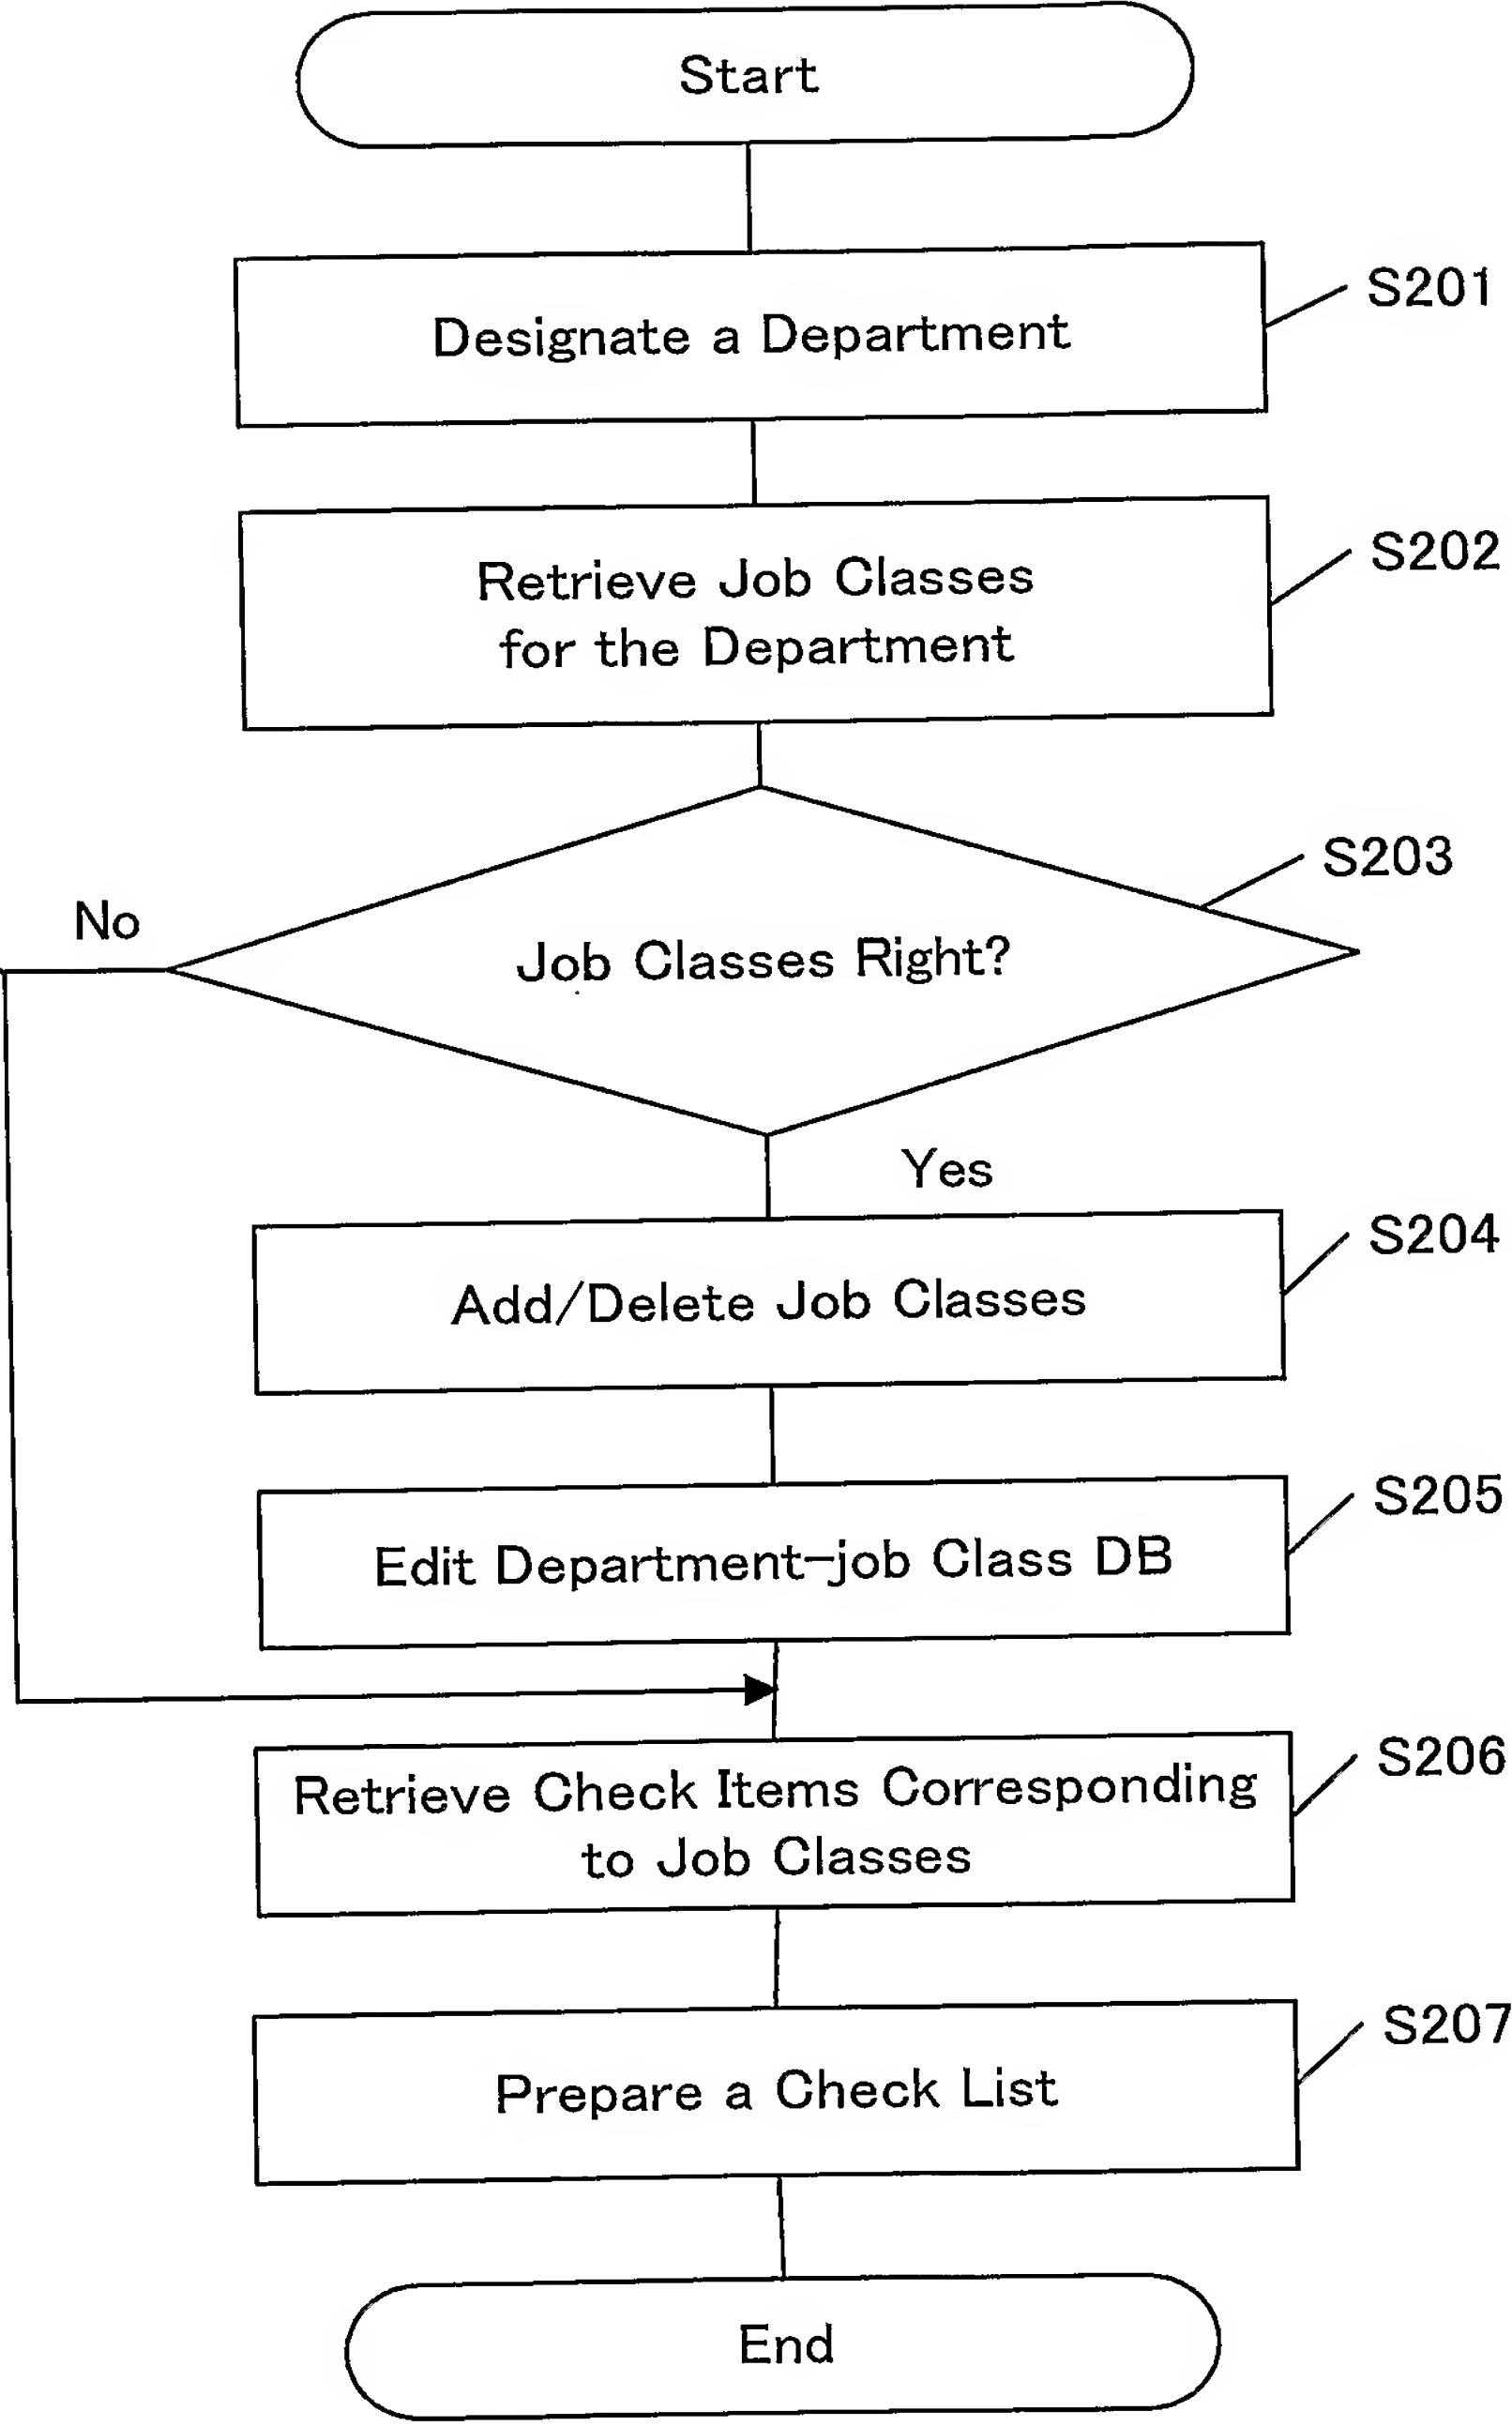 Start
Designate a Department
S201
Retrieve Job Classes
for the Department
S202
Job Classes Right?
S203
No
Yes
Add/Delete Job Classes
S204
Edit Department-job Class DB
S205
Retrieve Check Items Corresponding
to Job Classes
S206
Prepare a Check List
S207
End